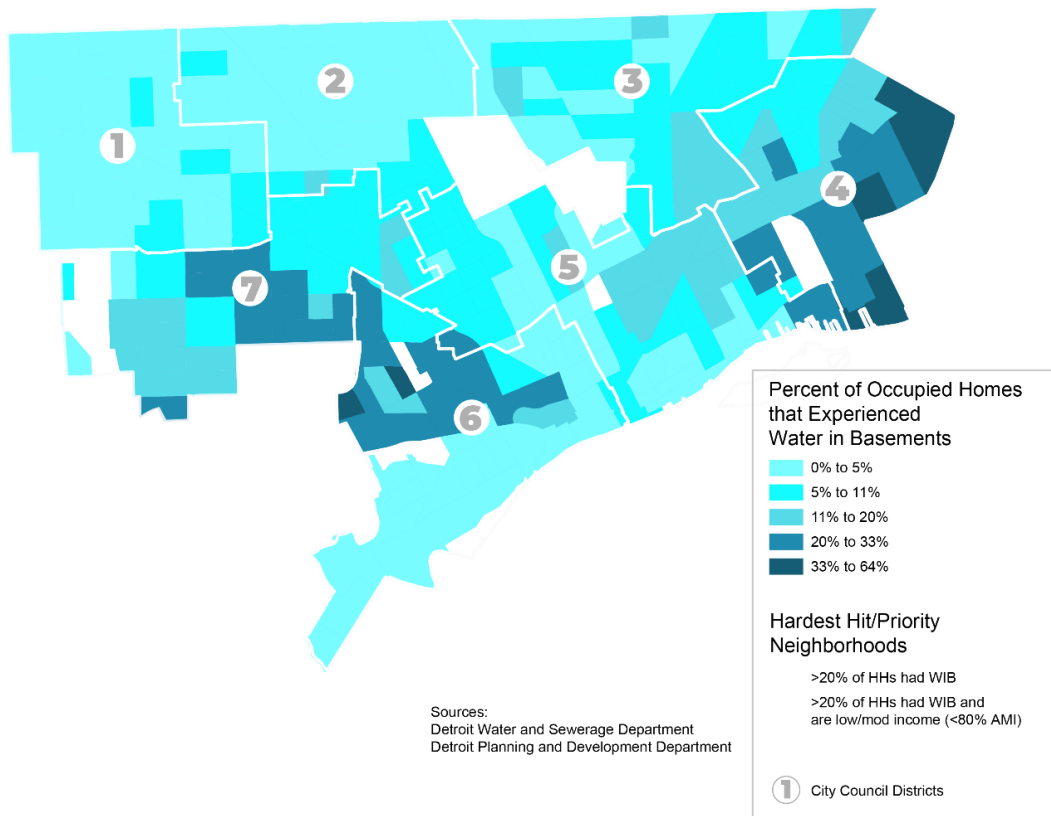 1
2
3
4
5
6
7
Percent of Occupied Homes
that Experienced
Water in Basements
0% to 5%
5% to 11%
11% to 20%
20% to 33%
33% to 64%
Hardest Hit/Priority
Neighborhoods
>20% of HHs had WIB
>20% of HHs had WIB and
are low/mod income (<80% AMI)
1 City Council Districts
Sources:
Detroit Water and Sewerage Department
Detroit Planning and Development Department